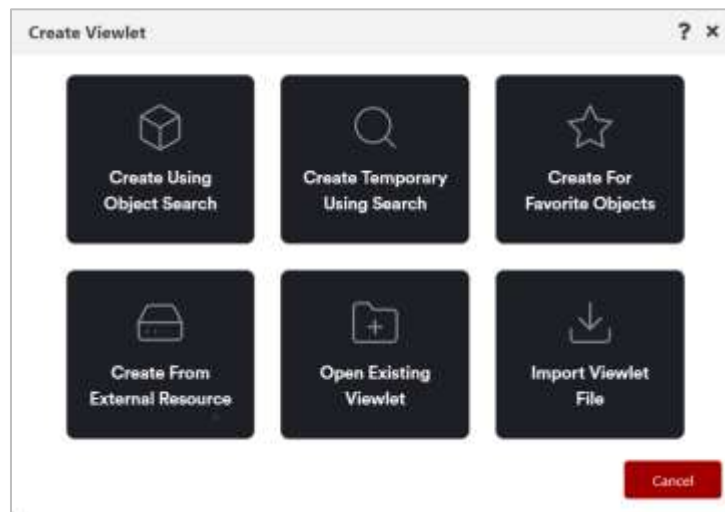 Create Viewlet ? ×
Create Using
Object Search
Create Temporary
Using Search
Create For
Favorite Objects
Create From
External Resource
Open Existing
Viewlet
Import Viewlet
File
Cancel